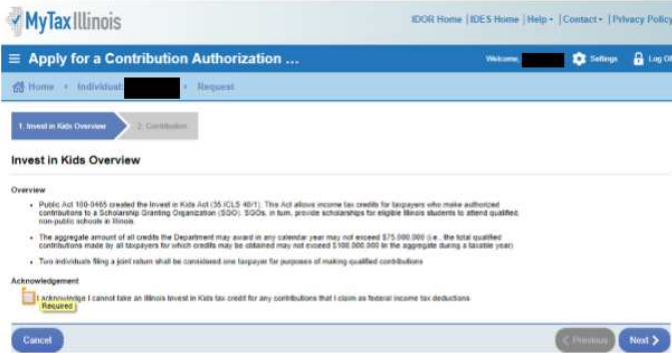 MyTax Illinois
IDOR Home | IDES Home | Help | Contact | Privacy Policy
Apply for a Contribution Authorization ...
Welcome,
Settings
Log Off
Home
Individual:
Request
1. Invest in Kids Overview
2. Contribution
Invest in Kids Overview
Overview
Public Act 100-0465 created the Invest in Kids Act (35 ICLS 40/1). This Act allows income tax credits for taxpayers who make authorized
contributions to a Scholarship Granting Organization (SGO). SGOs, in turn, provide scholarships for eligible Illinois students to attend qualified,
non-public schools in Illinois.
The aggregate amount of all credits the Department may award in any calendar year may not exceed $75,000,000 (i.e., the total qualified
contributions made by all taxpayers for which credits may be obtained may not exceed $100,000,000 in the aggregate during a taxable year)
Two individuals filing a joint return shall be considered one taxpayer for purposes of making qualified contributions
Acknowledgement
I acknowledge I cannot take an Illinois Invest in Kids tax credit for any contributions that I claim as federal income tax deductions
Required
Cancel
Previous
Next